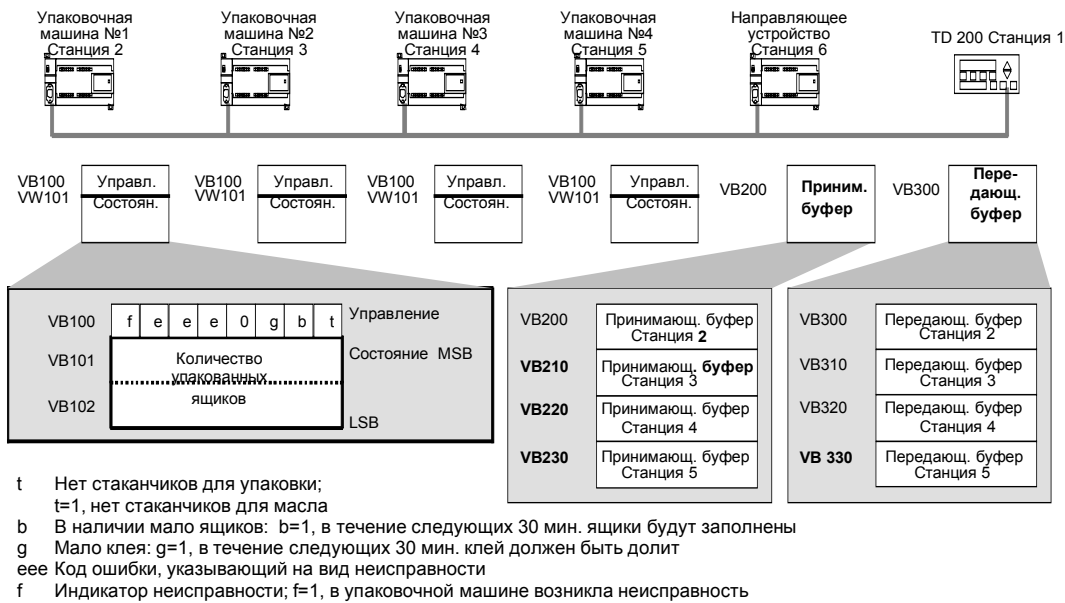 Упаковочная
машина №1
Станция 2
Упаковочная
машина №2
Станция 3
Упаковочная
машина №3
Станция 4
Упаковочная
машина №4
Станция 5
Направляющее
устройство
Станция 6
TD 200 Станция 1
VB100
VW101
Управл.
Состоян.
VB100
VW101
Управл.
Состоян.
VB100
VW101
Управл.
Состоян.
VB100
VW101
Управл.
Состоян.
VB200
Приним.
буфер
VB300
Пере-
дающ.
буфер
VB100
f e e e 0 g b t
Управление
VB101
Количество
упакованных
ящиков
Состояние MSB
VB102
LSB
VB200
Принимающ. буфер
Станция 2
VB210
Принимающ. буфер
Станция 3
VB220
Принимающ. буфер
Станция 4
VB230
Принимающ. буфер
Станция 5
VB300
Передающ. буфер
Станция 2
VB310
Передающ. буфер
Станция 3
VB320
Передающ. буфер
Станция 4
VB 330
Передающ. буфер
Станция 5
t Нет стаканчиков для упаковки;
t=1, нет стаканчиков для масла
b В наличии мало ящиков: b=1, в течение следующих 30 мин. ящики будут заполнены
g Мало клея: g=1, в течение следующих 30 мин. клей должен быть долит
eee Код ошибки, указывающий на вид неисправности
f Индикатор неисправности; f=1, в упаковочной машине возникла неисправность